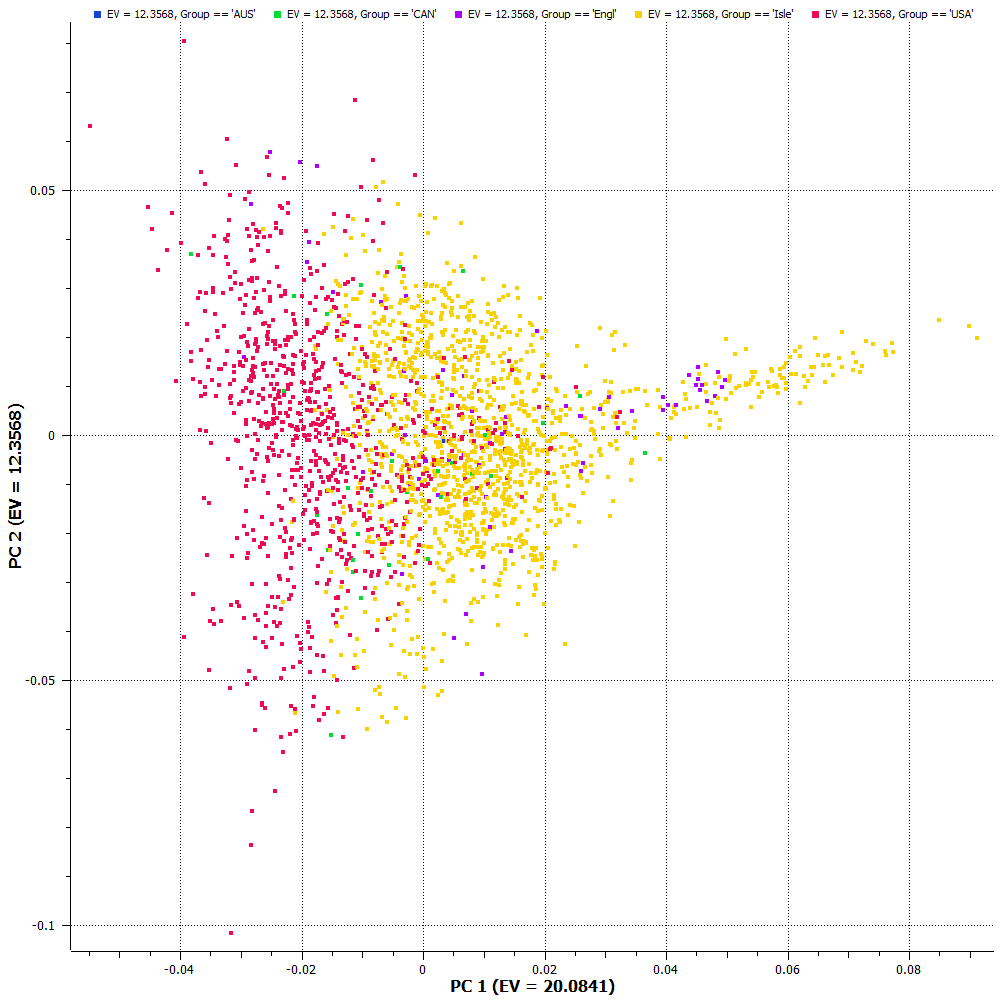 EV = 12.3568, Group == 'AUS' EV = 12.3568, Group == 'CAN' EV = 12.3568, Group == 'Engl' EV = 12.3568, Group == 'Isle' EV = 12.3568, Group == 'USA'
0.05
0
-0.05
-0.1
PC 2 (EV = 12.3568)
-0.04 -0.02 0 0.02 0.04 0.06 0.08
PC 1 (EV = 20.0841)